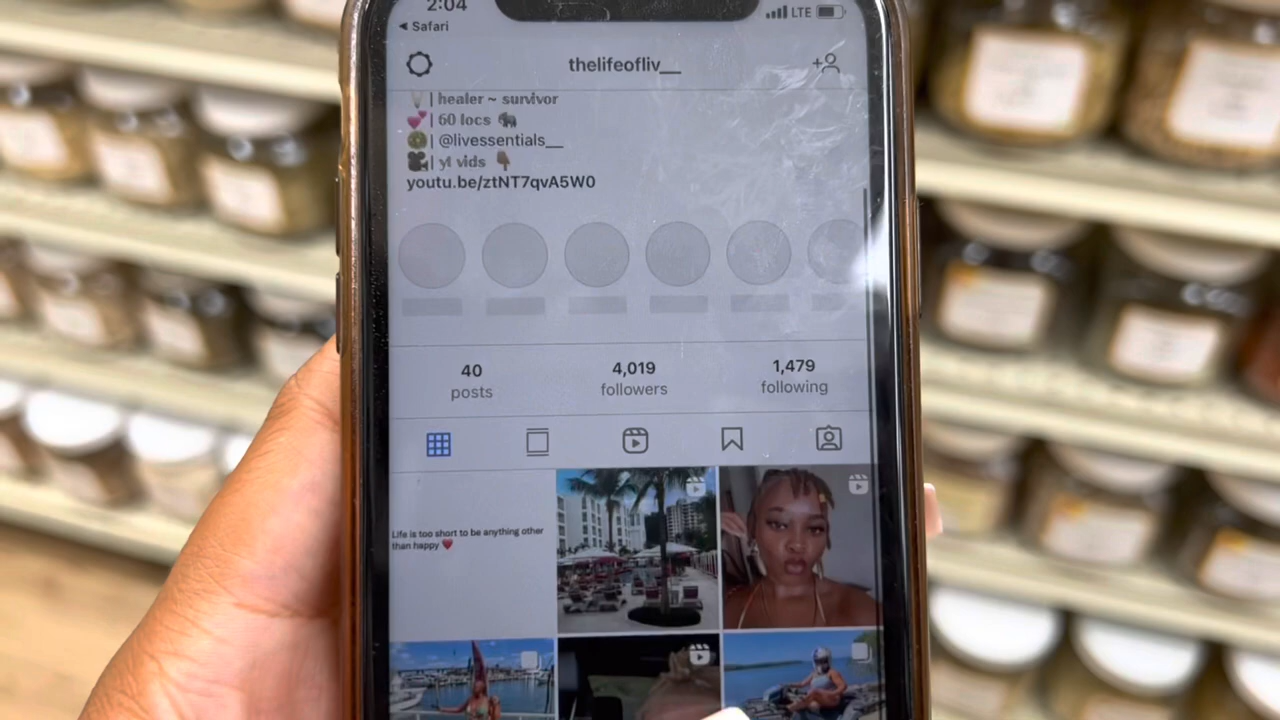 2:04
LTE
◀ Safari
thelifeofliv__
| healer ~ survivor
| 60 locs
| @livessentials__
| yt vids
youtu.be/ztNT7qvA5W0
40
posts
4,019
followers
1,479
following
Life is too short to be anything other
than happy ❤️